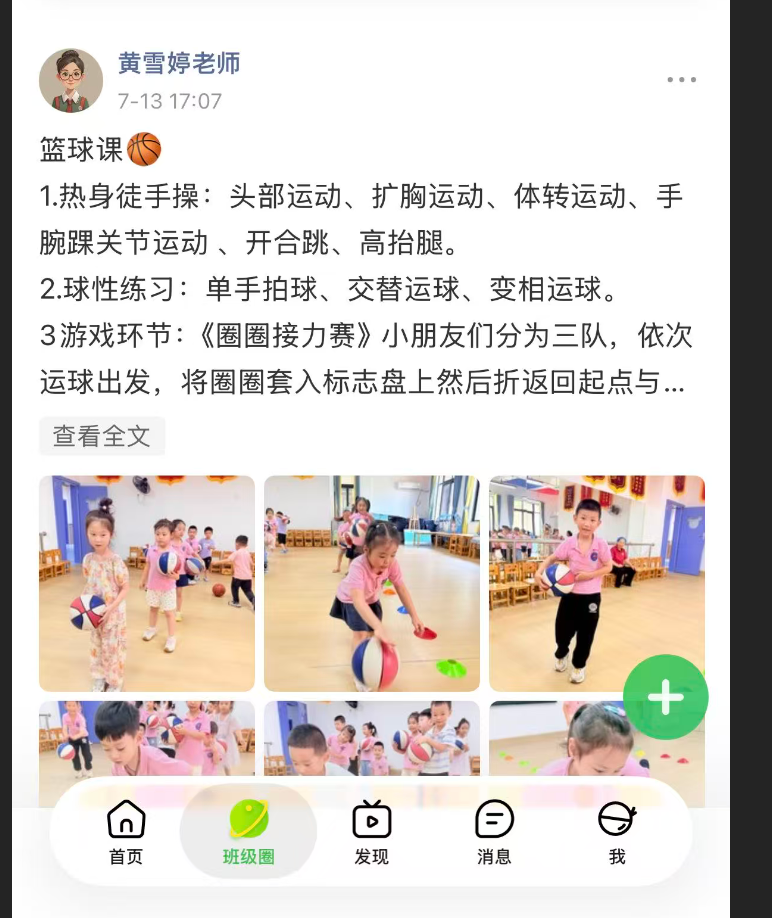 黄雪婷老师
7-13 17:07
篮球课🏀
1.热身徒手操：头部运动、扩胸运动、体转运动、手
腕踝关节运动 、开合跳、高抬腿。
2.球性练习：单手拍球、交替运球、变相运球。
3游戏环节：《圈圈接力赛》小朋友们分为三队，依次
运球出发，将圈圈套入标志盘上然后折返回起点与...
查看全文
首页
班级圈
发现
消息
我